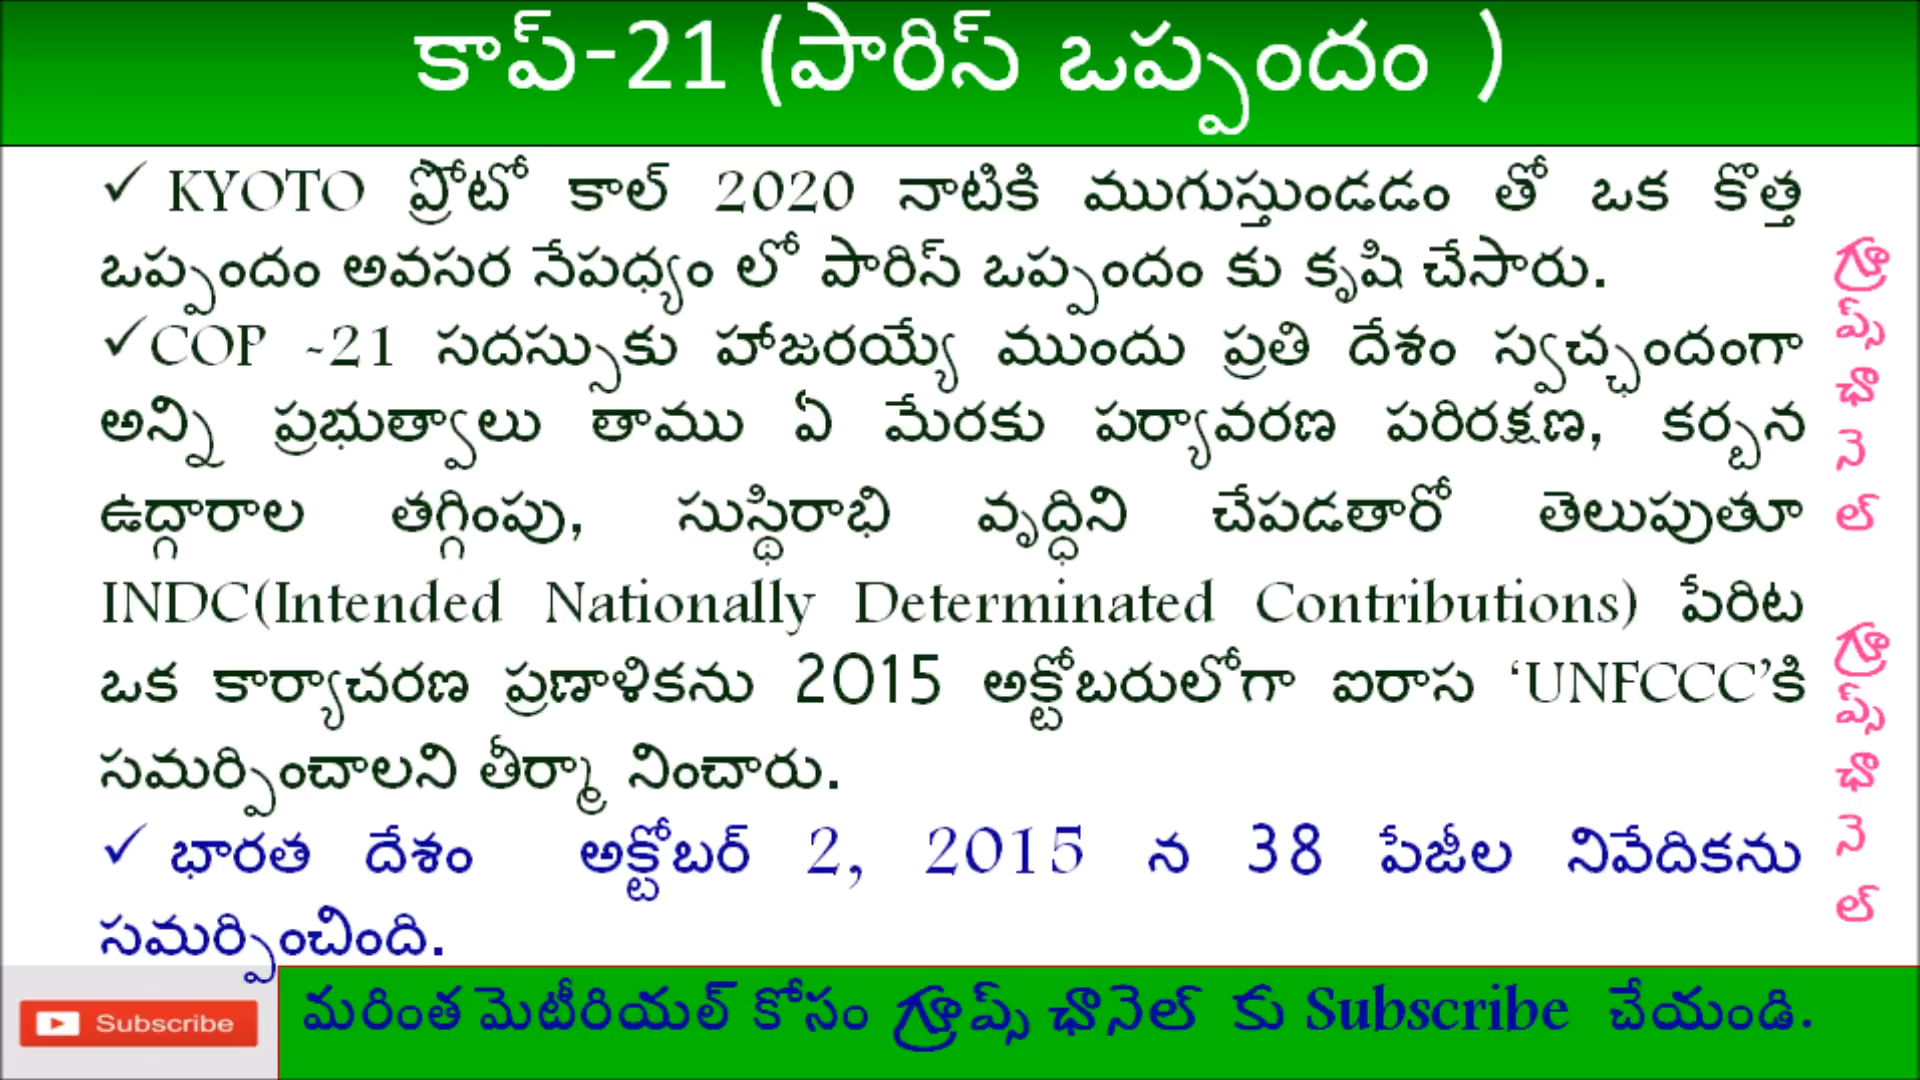 కాప్-21 (పారిస్ ఒప్పందం )
✓ KYOTO ప్రోటో కాల్ 2020 నాటికి ముగుస్తుండడం తో ఒక కొత్త
ఒప్పందం అవసర నేపధ్యం లో పారిస్ ఒప్పందం కు కృషి చేసారు.
✓COP -21 సదస్సుకు హాజరయ్యే ముందు ప్రతి దేశం స్వచ్ఛందంగా
అన్ని ప్రభుత్వాలు తాము ఏ మేరకు పర్యావరణ పరిరక్షణ, కర్బన
ఉద్గారాల తగ్గింపు, సుస్థిరాభి వృద్ధిని చేపడతారో తెలుపుతూ
INDC(Intended Nationally Determinated Contributions) పేరిట
ఒక కార్యాచరణ ప్రణాళికను 2015 అక్టోబరులోగా ఐరాస ‘UNFCCC’కి
సమర్పించాలని తీర్మా నించారు.
✓ భారత దేశం అక్టోబర్ 2, 2015 న 38 పేజీల నివేదికను
సమర్పించింది.
గ్రూప్స్ ఛానెల్
గ్రూప్స్ ఛానెల్
Subscribe
మరింత మెటీరియల్ కోసం గ్రూప్స్ ఛానెల్ కు Subscribe చేయండి.